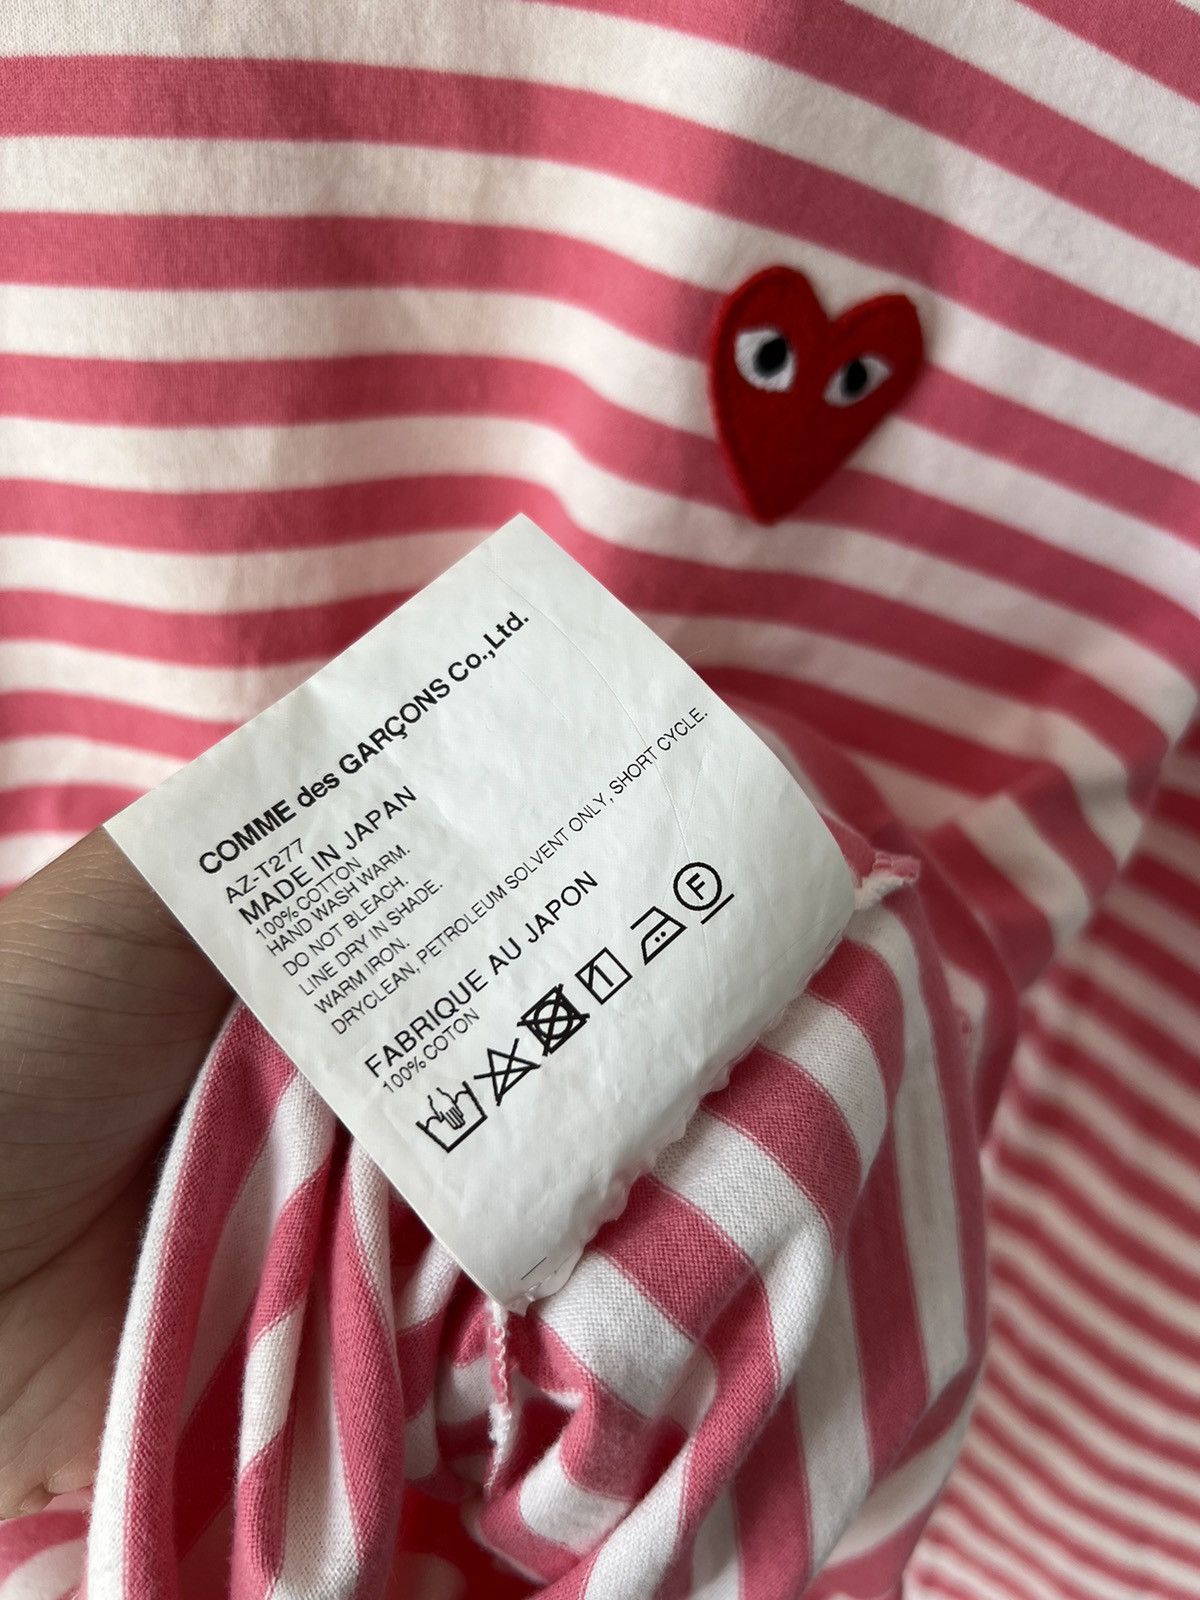 COMME des GARÇONS Co.,Ltd.
AZ-T277
MADE IN JAPAN
100% COTTON
HAND WASH WARM.
DO NOT BLEACH.
LINE DRY IN SHADE.
WARM IRON.
DRYCLEAN, PETROLEUM SOLVENT ONLY, SHORT CYCLE.
FABRIQUE AU JAPON
100% COTON
F